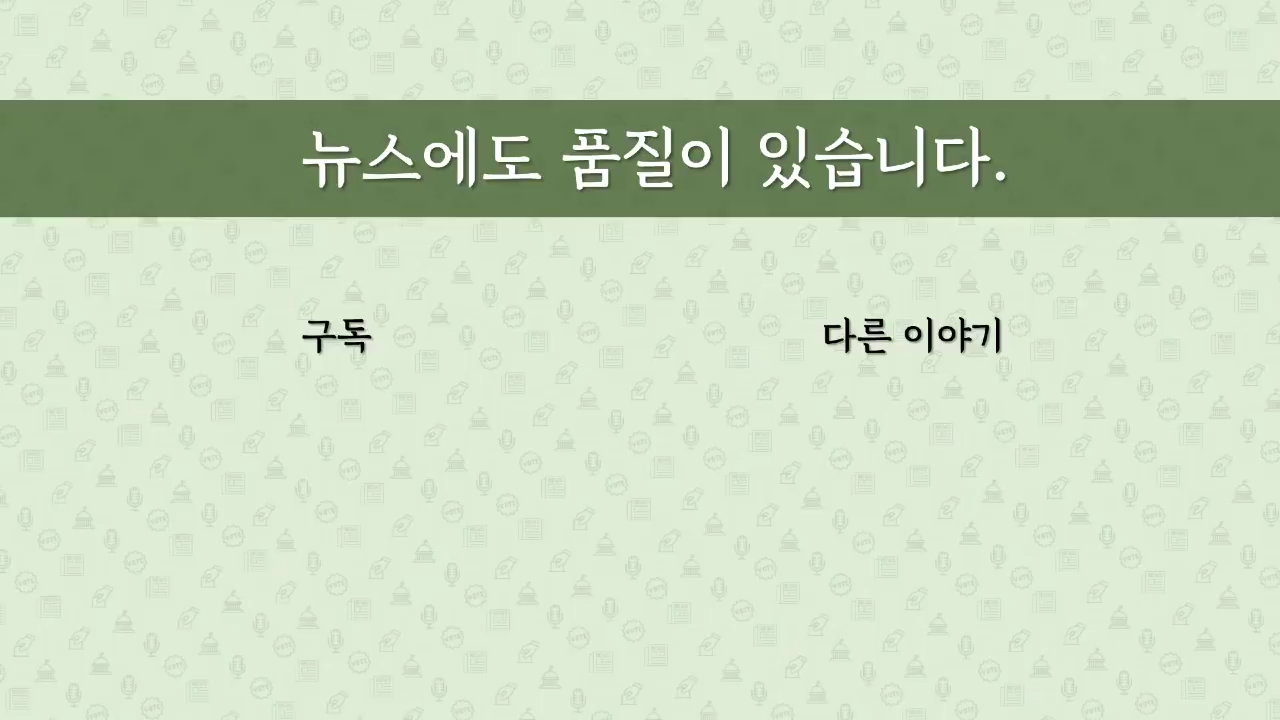 뉴스에도 품질이 있습니다.
구독
다른 이야기